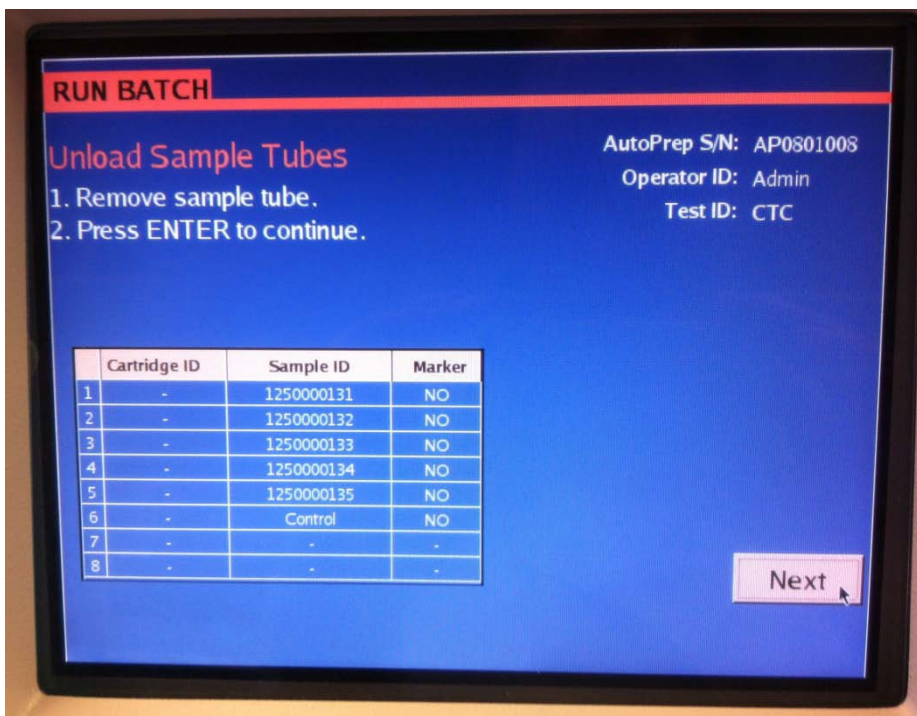 RUN BATCH
Unload Sample Tubes
1. Remove sample tube.
2. Press ENTER to continue.
AutoPrep S/N: AP0801008
Operator ID: Admin
Test ID: CTC
Cartridge ID Sample ID Marker
1 - 1250000131 NO
2 - 1250000132 NO
3 - 1250000133 NO
4 - 1250000134 NO
5 - 1250000135 NO
6 - Control NO
7 - - -
8 - - -
Next